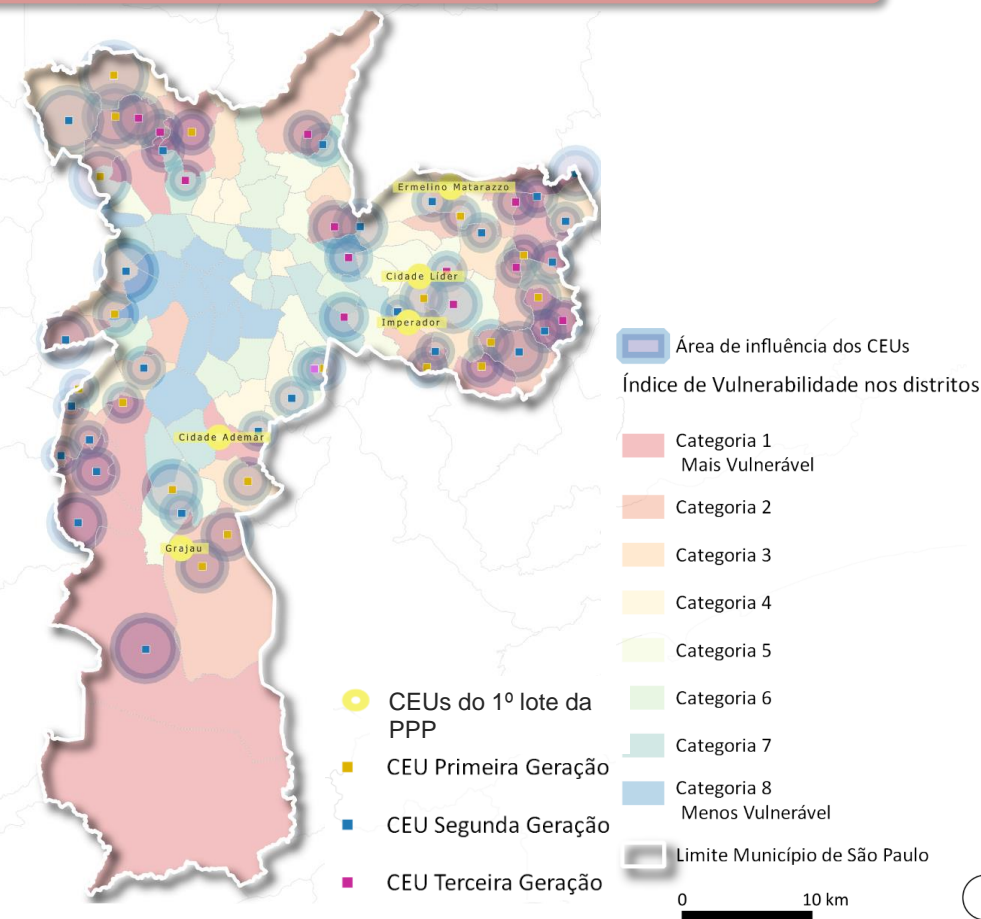 Ermelino Matarazzo
Cidade Líder
Imperador
Cidade Ademar
Grajau
CEUs do 1º lote da
PPP
CEU Primeira Geração
CEU Segunda Geração
CEU Terceira Geração
Área de influência dos CEUs
Índice de Vulnerabilidade nos distritos
Categoria 1
Mais Vulnerável
Categoria 2
Categoria 3
Categoria 4
Categoria 5
Categoria 6
Categoria 7
Categoria 8
Menos Vulnerável
Limite Município de São Paulo
0 10 km